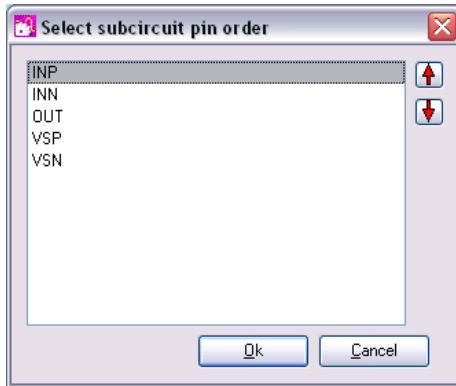 Select subcircuit pin order
INP
INN
OUT
VSP
VSN
Ok
Cancel